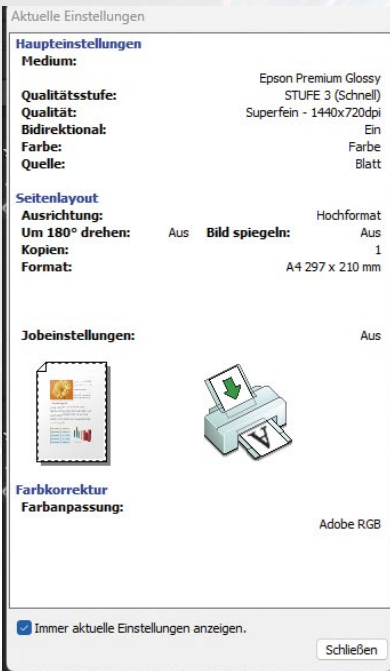 Aktuelle Einstellungen
Haupteinstellungen
Medium:
Epson Premium Glossy
Qualitätsstufe: STUFE 3 (Schnell)
Qualität: Superfein - 1440x720dpi
Bidirektional: Ein
Farbe: Farbe
Quelle: Blatt
Seitenlayout
Ausrichtung: Hochformat
Um 180° drehen: Aus Bild spiegeln: Aus
Kopien: 1
Format: A4 297 x 210 mm
Jobeinstellungen: Aus
A
Farbkorrektur
Farbanpassung:
Adobe RGB
Immer aktuelle Einstellungen anzeigen.
Schließen